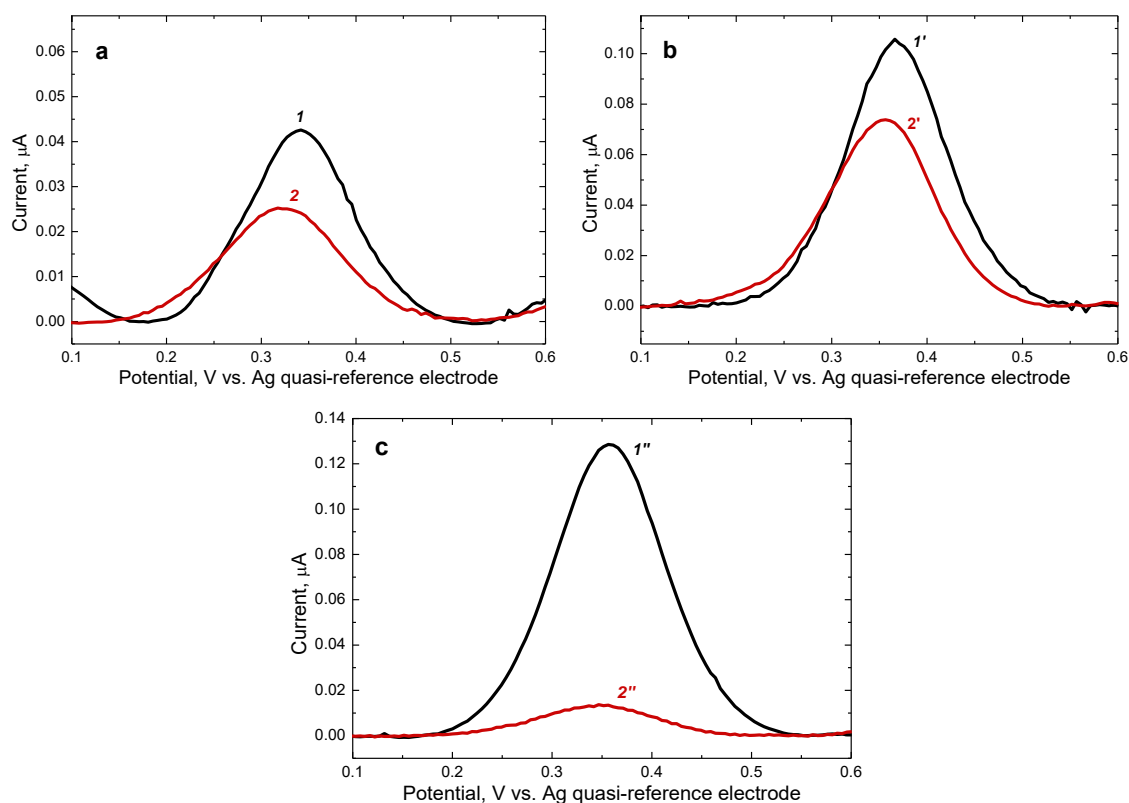 a
1
2
Current, μA
0.06
0.05
0.04
0.03
0.02
0.01
0.00
0.1 0.2 0.3 0.4 0.5 0.6
Potential, V vs. Ag quasi-reference electrode
b
1'
2'
Current, μA
0.10
0.08
0.06
0.04
0.02
0.00
0.1 0.2 0.3 0.4 0.5 0.6
Potential, V vs. Ag quasi-reference electrode
c
1"
2"
Current, μA
0.14
0.12
0.10
0.08
0.06
0.04
0.02
0.00
0.1 0.2 0.3 0.4 0.5 0.6
Potential, V vs. Ag quasi-reference electrode